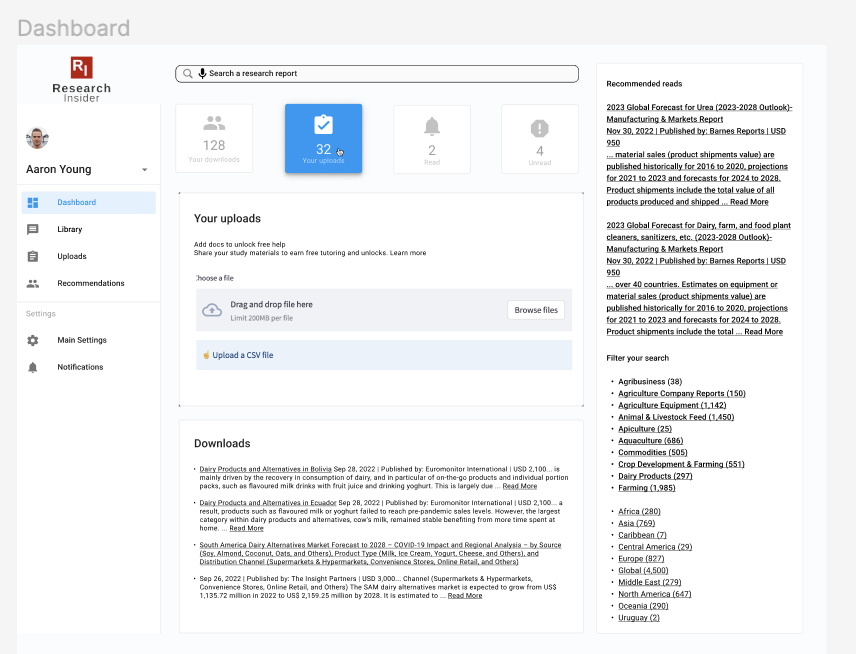 Dashboard
RI
Research
Insider
Aaron Young
Dashboard
Library
Uploads
Recommendations
Settings
Main Settings
Notifications
Search a research report
128
Your downloads
32
Your uploads
2
Read
4
Unread
Your uploads
Add docs to unlock free help
Share your study materials to earn free tutoring and unlocks. Learn more
Choose a file
Drag and drop file here
Limit 200MB per file
Browse files
Upload a CSV file
Downloads
• Dairy Products and Alternatives in Bolivia Sep 28, 2022 | Published by: Euromonitor International | USD 2,100... is
mainly driven by the recovery in consumption of dairy, and in particular of on-the-go products and individual portion
packs, such as flavoured milk drinks with fruit juice and drinking yoghurt. This is largely due ... Read More
• Dairy Products and Alternatives in Ecuador Sep 28, 2022 | Published by: Euromonitor International | USD 2,100... a
result, products such as flavoured milk or yoghurt failed to reach pre-pandemic sales levels. However, the largest
category within dairy products and alternatives, cow's milk, remained stable benefiting from more time spent at
home. ... Read More
• South America Dairy Alternatives Market Forecast to 2028 – COVID-19 Impact and Regional Analysis – by Source
(Soy, Almond, Coconut, Oats, and Others), Product Type (Milk, Ice Cream, Yogurt, Cheese, and Others), and
Distribution Channel (Supermarkets & Hypermarkets, Convenience Stores, Online Retail, and Others)
• Sep 26, 2022 | Published by: The Insight Partners | USD 3,000... Channel (Supermarkets & Hypermarkets,
Convenience Stores, Online Retail, and Others) The SAM dairy alternatives market is expected to grow from US$
1,135.72 million in 2022 to US$ 2,159.25 million by 2028. It is estimated to ... Read More
Recommended reads
2023 Global Forecast for Urea (2023-2028 Outlook)-
Manufacturing & Markets Report
Nov 30, 2022 | Published by: Barnes Reports | USD
950
... material sales (product shipments value) are
published historically for 2016 to 2020, projections
for 2021 to 2023 and forecasts for 2024 to 2028.
Product shipments include the total value of all
products produced and shipped ... Read More
2023 Global Forecast for Dairy, farm, and food plant
cleaners, sanitizers, etc. (2023-2028 Outlook)-
Manufacturing & Markets Report
Nov 30, 2022 | Published by: Barnes Reports | USD
950
... over 40 countries. Estimates on equipment or
material sales (product shipments value) are
published historically for 2016 to 2020, projections
for 2021 to 2023 and forecasts for 2024 to 2028.
Product shipments include the total ... Read More
Filter your search
• Agribusiness (38)
• Agriculture Company Reports (150)
• Agriculture Equipment (1,142)
• Animal & Livestock Feed (1,450)
• Apiculture (25)
• Aquaculture (686)
• Commodities (505)
• Crop Development & Farming (551)
• Dairy Products (297)
• Farming (1,985)
• Africa (280)
• Asia (769)
• Caribbean (7)
• Central America (29)
• Europe (827)
• Global (4,500)
• Middle East (279)
• North America (647)
• Oceania (290)
• Uruguay (2)